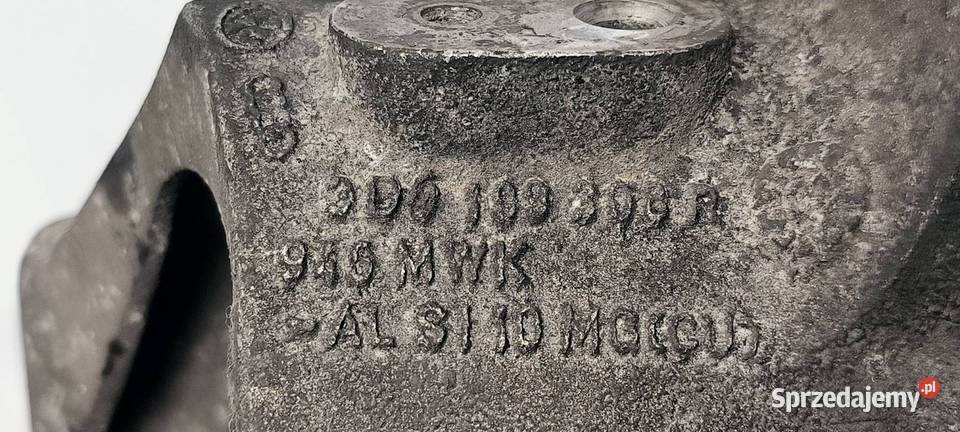 3D0 199 309 A
946 MWK
>AL SI 10 MG(CU)
Sprzedajemy.pl